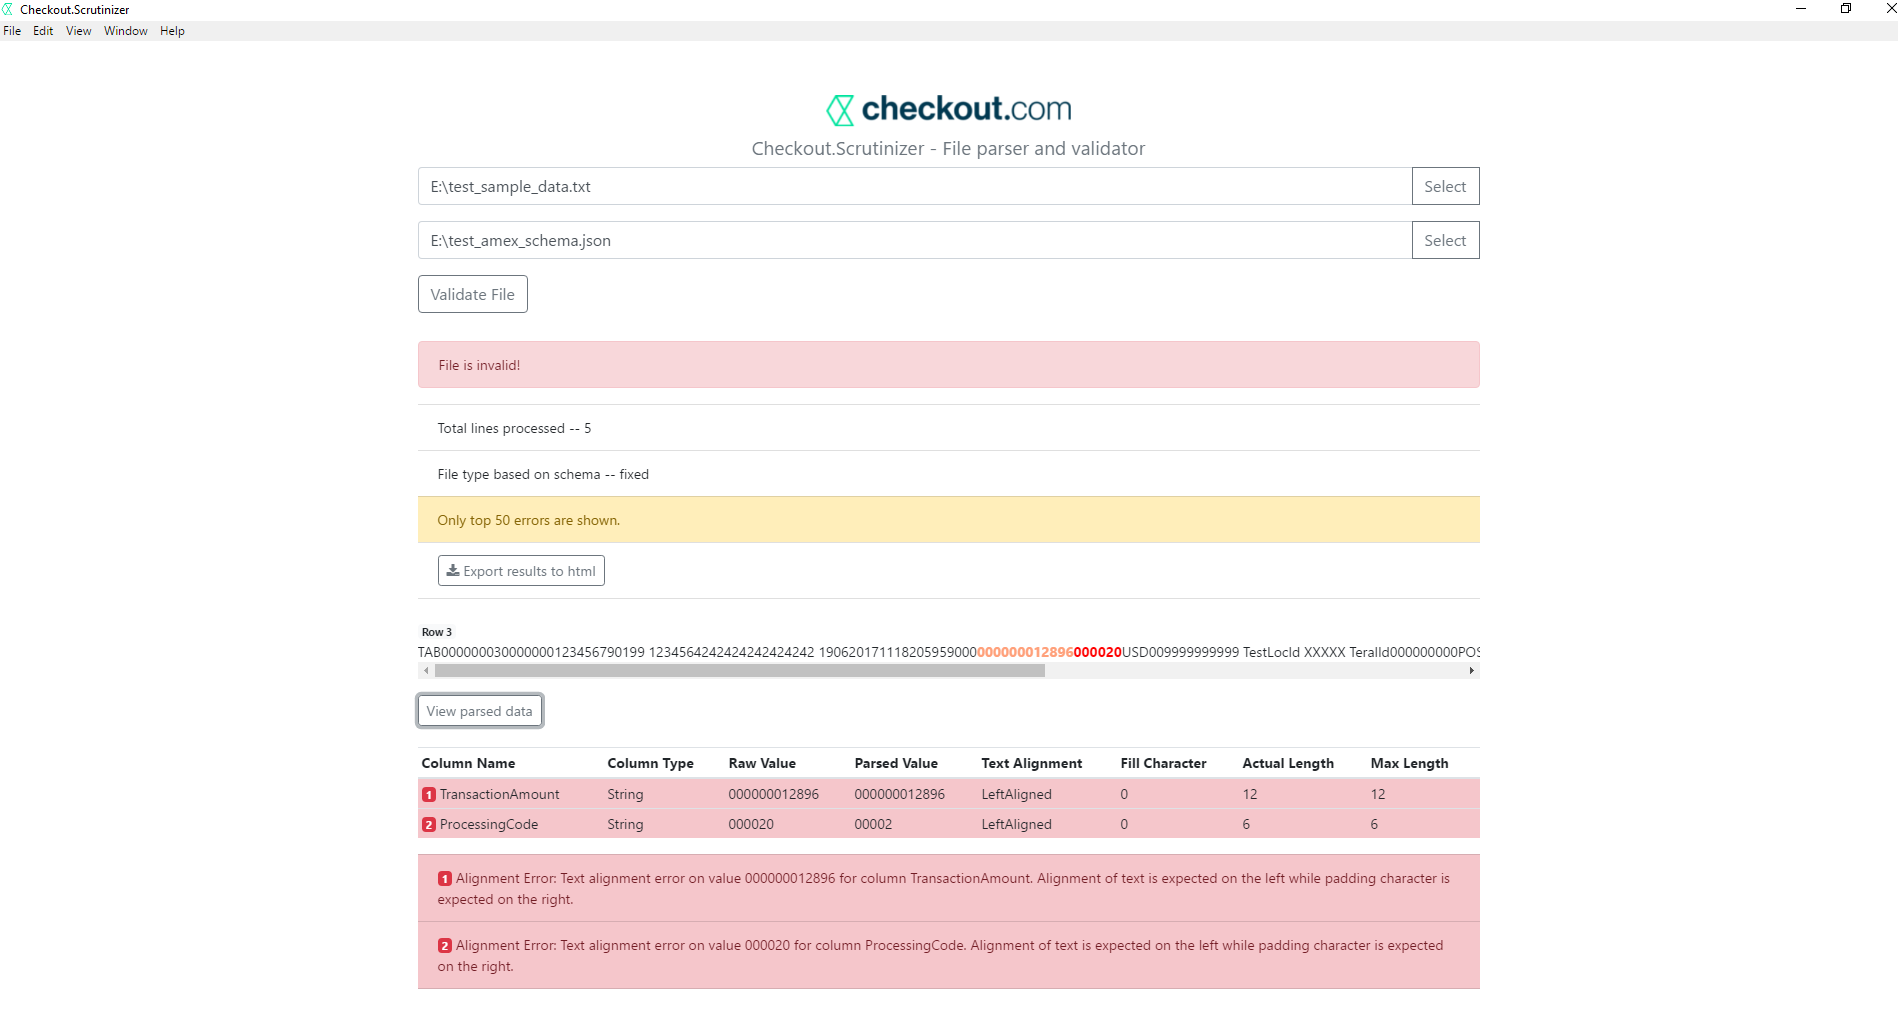 Checkout.Scrutinizer
File Edit View Window Help
checkout.com
Checkout.Scrutinizer - File parser and validator
E:\test_sample_data.txt Select
E:\test_amex_schema.json Select
Validate File
File is invalid!
Total lines processed -- 5
File type based on schema -- fixed
Only top 50 errors are shown.
Export results to html
Row 3
TAB000000030000000123456790199 1234564242424242424242 190620171118205959000000000012896000020USD009999999999 TestLocId XXXXX TeralId000000000POS
View parsed data
Column Name Column Type Raw Value Parsed Value Text Alignment Fill Character Actual Length Max Length
1 TransactionAmount String 000000012896 000000012896 LeftAligned 0 12 12
2 ProcessingCode String 000020 00002 LeftAligned 0 6 6
1 Alignment Error: Text alignment error on value 000000012896 for column TransactionAmount. Alignment of text is expected on the left while padding character is
expected on the right.
2 Alignment Error: Text alignment error on value 000020 for column ProcessingCode. Alignment of text is expected on the left while padding character is expected
on the right.